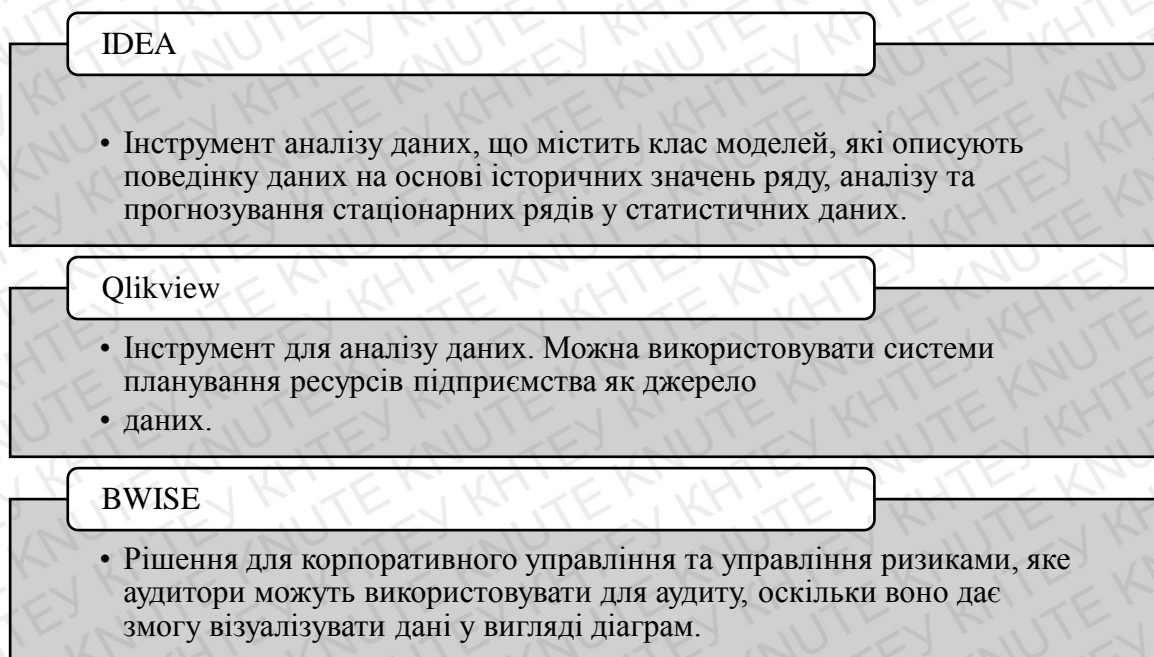 IDEA
• Інструмент аналізу даних, що містить клас моделей, які описують
поведінку даних на основі історичних значень ряду, аналізу та
прогнозування стаціонарних рядів у статистичних даних.
Qlikview
• Інструмент для аналізу даних. Можна використовувати системи
планування ресурсів підприємства як джерело
• даних.
BWISE
• Рішення для корпоративного управління та управління ризиками, яке
аудитори можуть використовувати для аудиту, оскільки воно дає
змогу візуалізувати дані у вигляді діаграм.